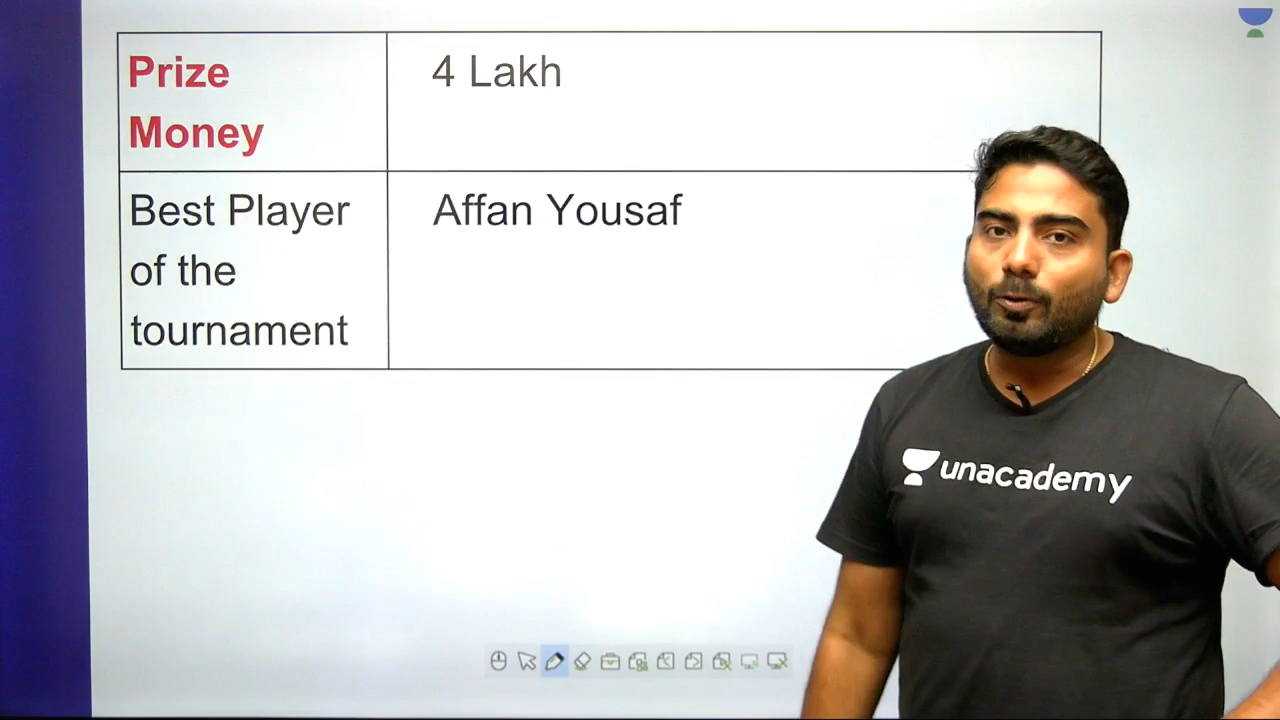 Prize
Money
4 Lakh
Best Player
of the
tournament
Affan Yousaf
unacademy